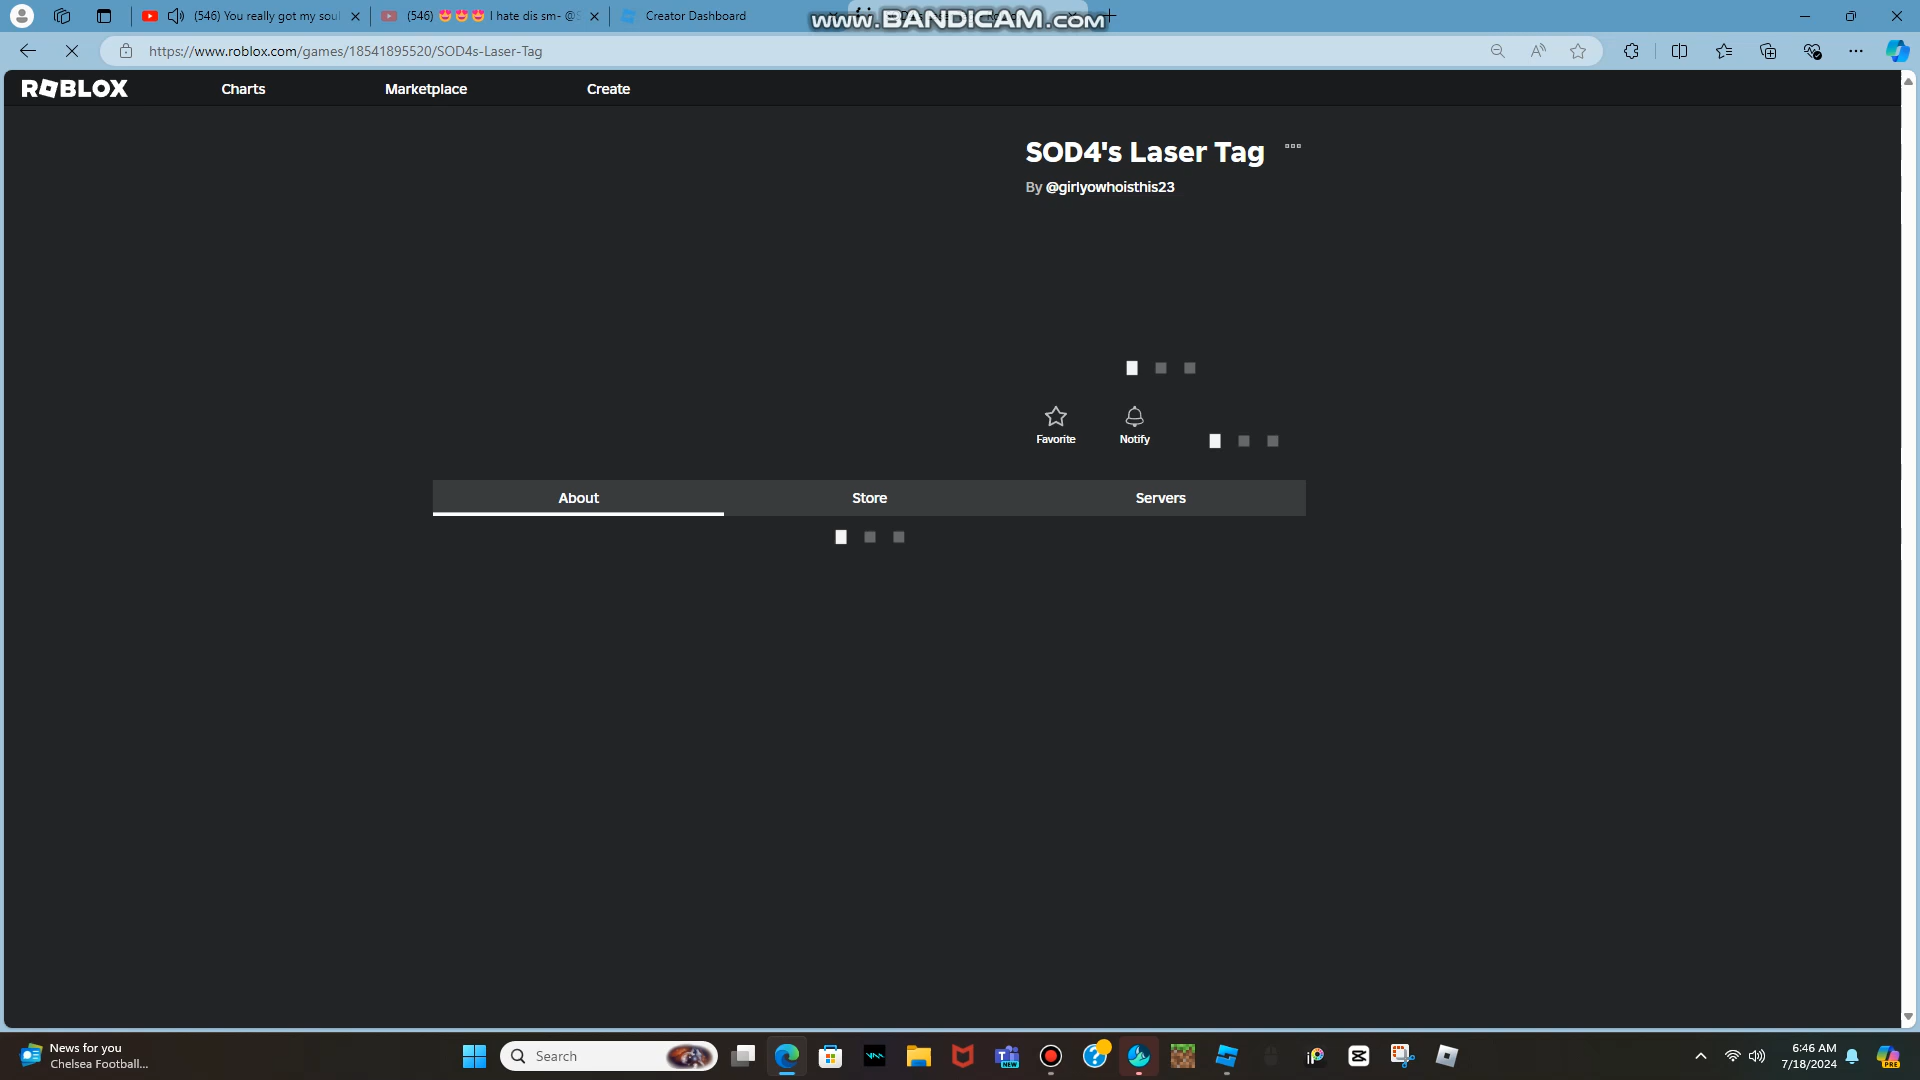 (546) You really got my soul
(546) 😍😍😍 I hate dis sm- @S
Creator Dashboard
www.BANDICAM.com
https://www.roblox.com/games/18541895520/SOD4s-Laser-Tag
ROBLOX
Charts
Marketplace
Create
SOD4's Laser Tag
By @girlyowhoisthis23
Favorite
Notify
About
Store
Servers
News for you
Chelsea Football...
Search
NEW
6:46 AM
7/18/2024
PRE